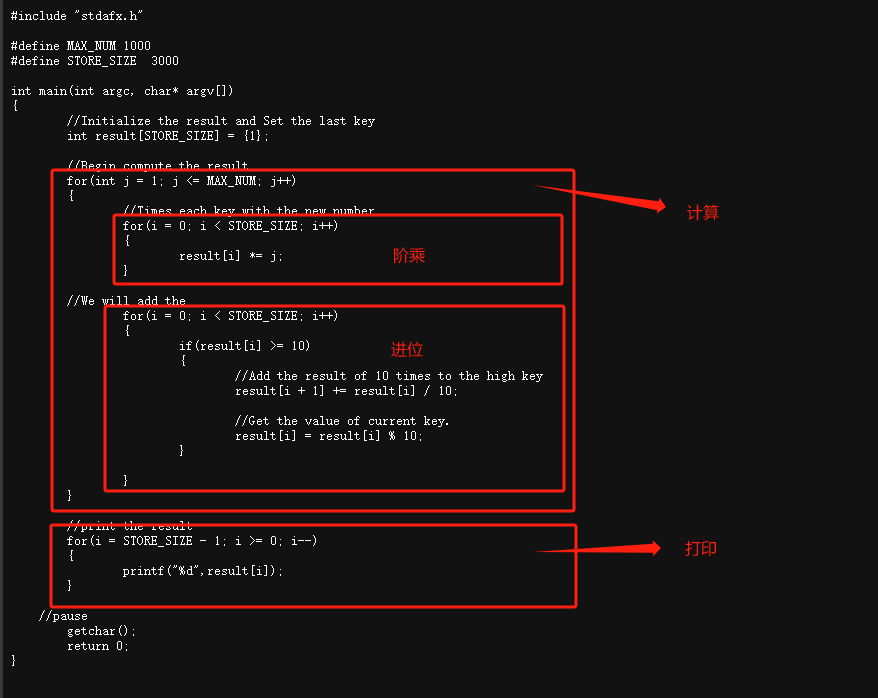 #include "stdafx.h"
#define MAX_NUM 1000
#define STORE_SIZE  3000
int main(int argc, char* argv[])
{
//Initialize the result and Set the last key
int result[STORE_SIZE] = {1};
//Begin compute the result
for(int j = 1; j <= MAX_NUM; j++)
{
计算
//Times each key with the new number
for(i = 0; i < STORE_SIZE; i++)
{
result[i] *= j;
阶乘
}
//We will add the
for(i = 0; i < STORE_SIZE; i++)
{
if(result[i] >= 10)
进位
{
//Add the result of 10 times to the high key
result[i + 1] += result[i] / 10;
//Get the value of current key.
result[i] = result[i] % 10;
}
}
}
//print the result
for(i = STORE_SIZE - 1; i >= 0; i--)
打印
{
printf("%d",result[i]);
}
//pause
getchar();
return 0;
}